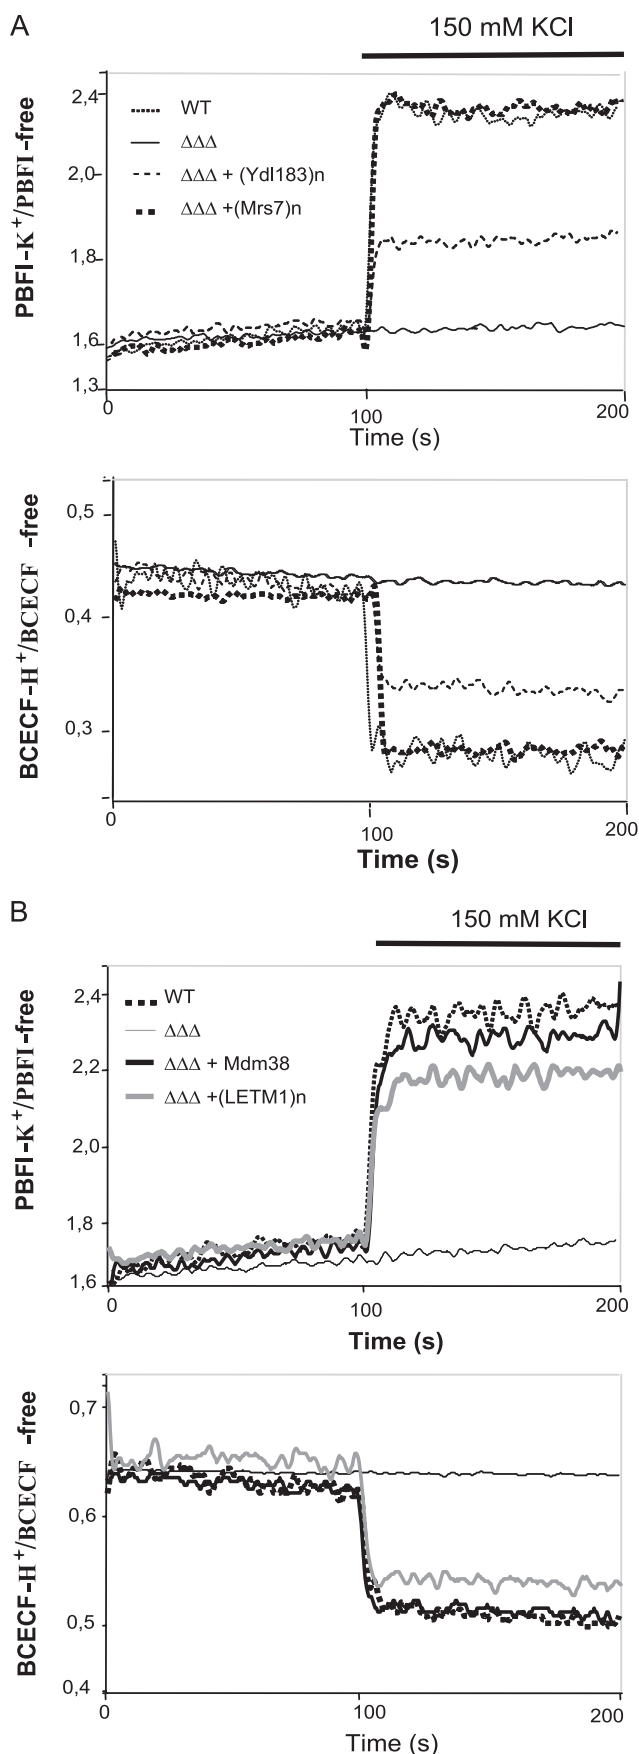 A
150 mM KCl
PBFI-K+/PBFI-free
2,4
2,0
1,8
1,6
1,3
WT
ΔΔΔ
ΔΔΔ + (Ydl183)n
ΔΔΔ +(Mrs7)n
0
100
200
Time (s)
BCECF-H+/BCECF -free
0,5
0,4
0,3
0
100
200
Time (s)
B
150 mM KCl
PBFI-K+/PBFI-free
2,4
2,2
2,0
1,8
1,6
WT
ΔΔΔ
ΔΔΔ + Mdm38
ΔΔΔ +(LETM1)n
0
100
200
Time (s)
BCECF-H+/BCECF -free
0,7
0,6
0,5
0,4
0
100
200
Time (s)